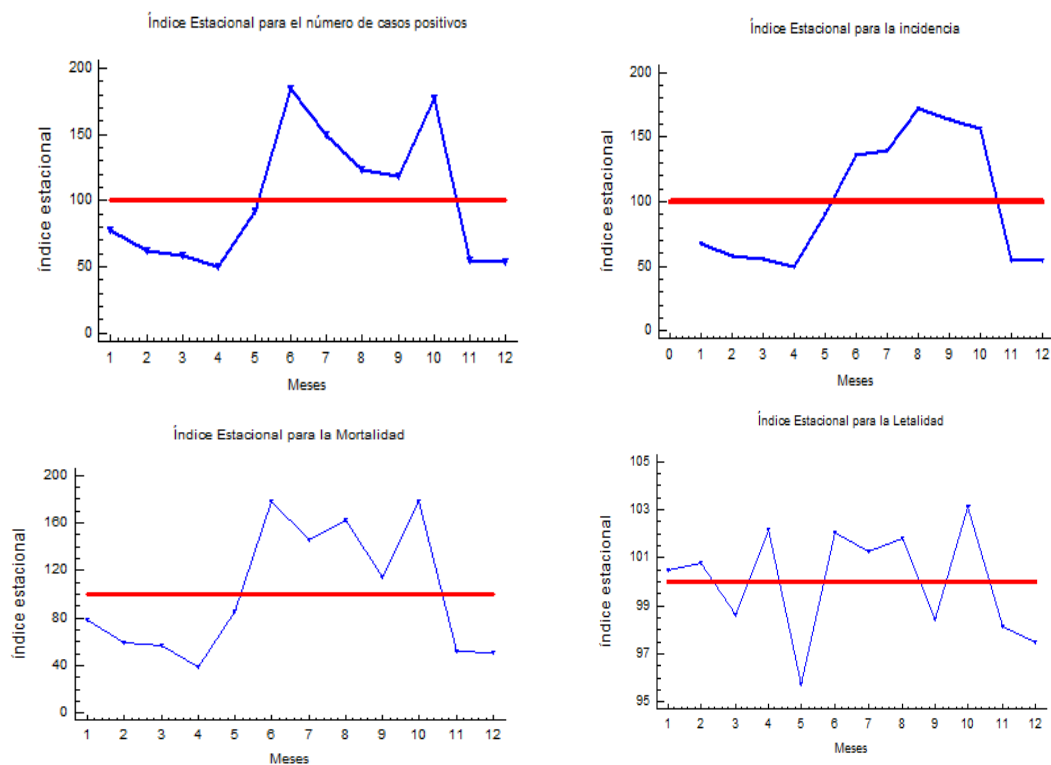 Índice Estacional para el número de casos positivos
200
150
100
50
0
índice estacional
1 2 3 4 5 6 7 8 9 10 11 12
Meses
Índice Estacional para la incidencia
200
150
100
50
0
índice estacional
0 1 2 3 4 5 6 7 8 9 10 11 12
Meses
Índice Estacional para la Mortalidad
200
160
120
80
40
0
índice estacional
1 2 3 4 5 6 7 8 9 10 11 12
Meses
Índice Estacional para la Letalidad
105
103
101
99
97
95
índice estacional
1 2 3 4 5 6 7 8 9 10 11 12
Meses